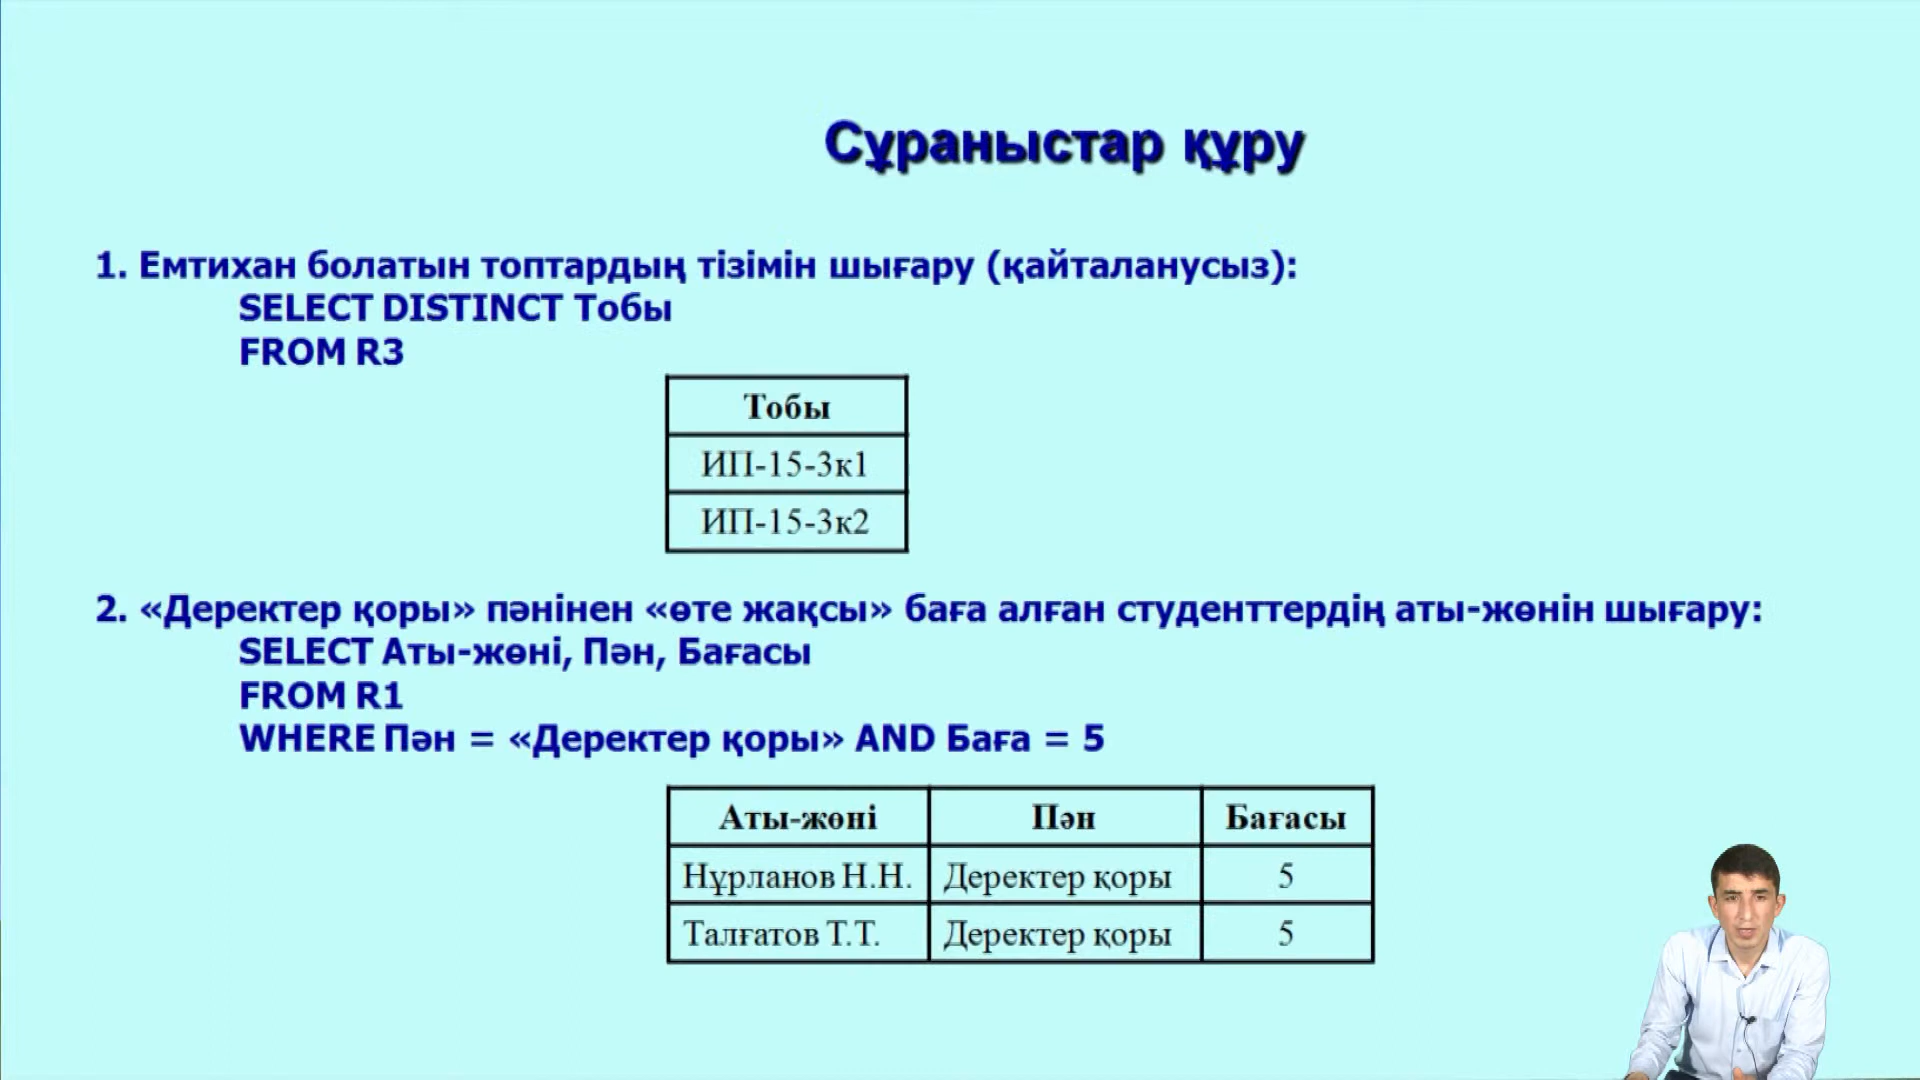 Сұраныстар құру
1. Емтихан болатын топтардың тізімін шығару (қайталанусыз):
SELECT DISTINCT Тобы
FROM R3
Тобы
ИП-15-3к1
ИП-15-3к2
2. «Деректер қоры» пәнінен «өте жақсы» баға алған студенттердің аты-жөнін шығару:
SELECT Аты-жөні, Пән, Бағасы
FROM R1
WHERE Пән = «Деректер қоры» AND Баға = 5
Аты-жөні Пән Бағасы
Нұрланов Н.Н. Деректер қоры 5
Талғатов Т.Т. Деректер қоры 5